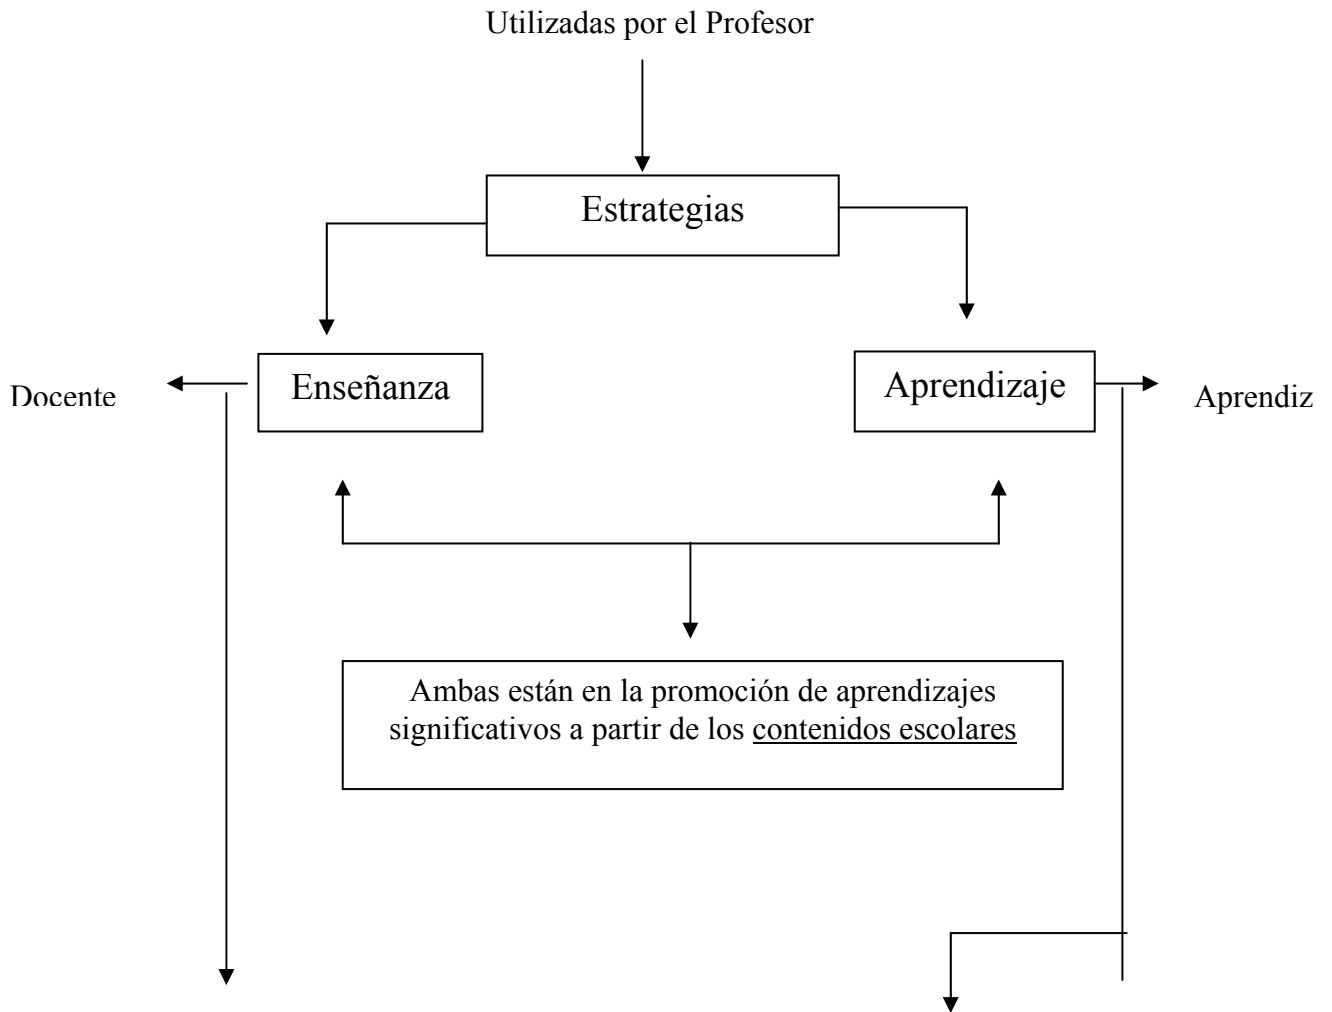 Utilizadas por el Profesor
Estrategias
Docente
Enseñanza
Aprendizaje
Aprendiz
Ambas están en la promoción de aprendizajes
significativos a partir de los contenidos escolares